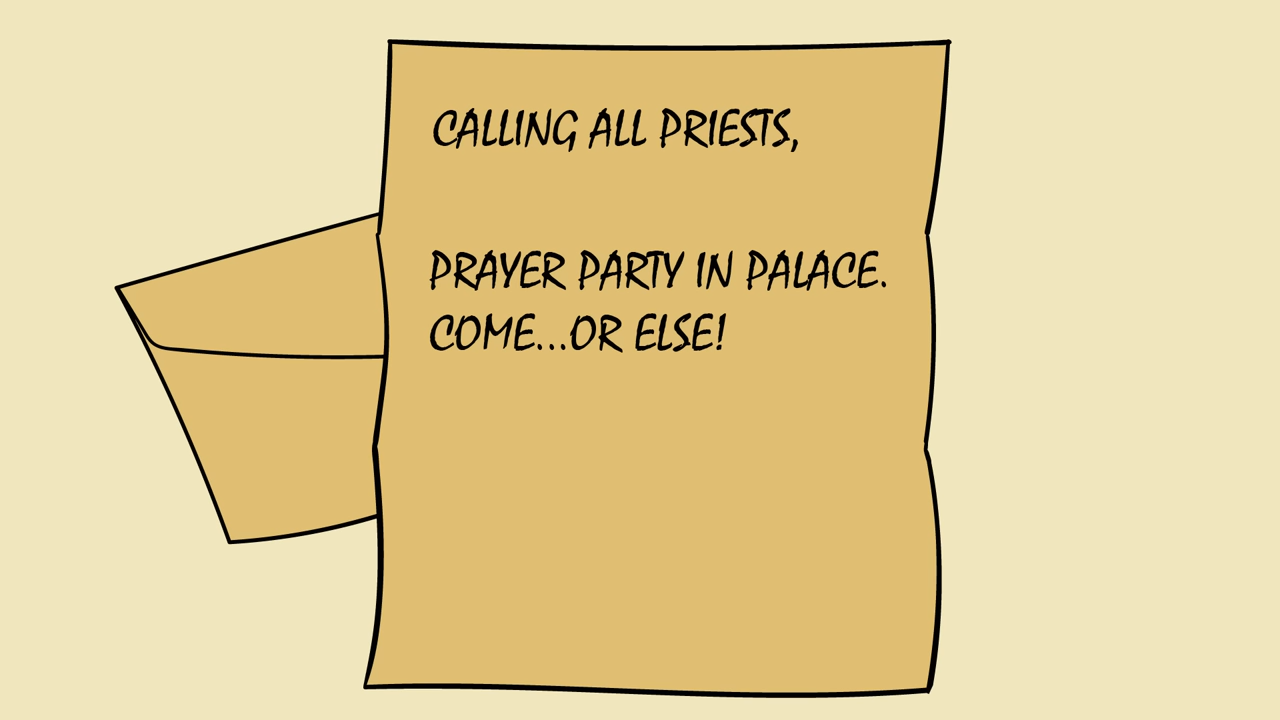 CALLING ALL PRIESTS,
PRAYER PARTY IN PALACE.
COME...OR ELSE!